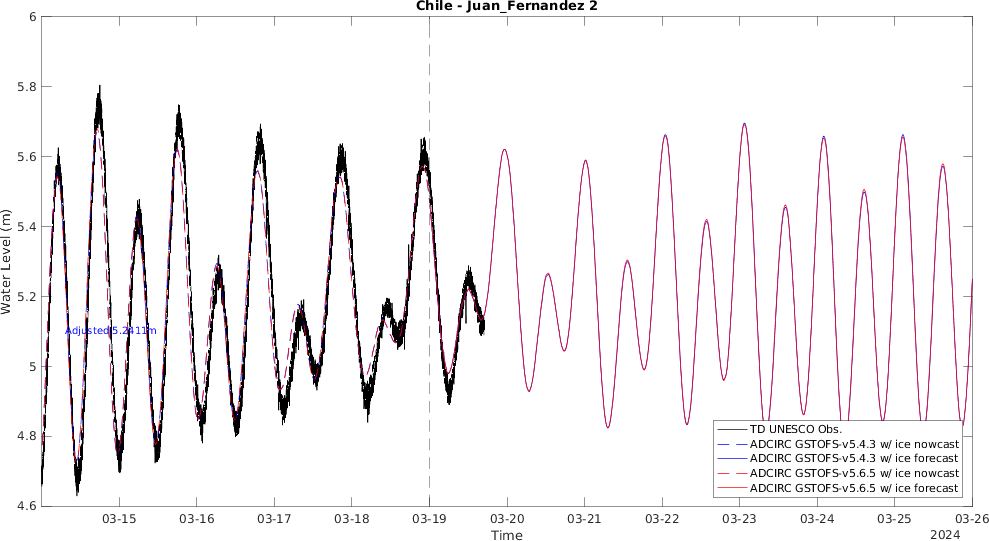 Chile - Juan_Fernandez 2
Water Level (m)
6
5.8
5.6
5.4
5.2
5
4.8
4.6
Adjusted 5.2411m
TD UNESCO Obs.
ADCIRC GSTOFS-v5.4.3 w/ ice nowcast
ADCIRC GSTOFS-v5.4.3 w/ ice forecast
ADCIRC GSTOFS-v5.6.5 w/ ice nowcast
ADCIRC GSTOFS-v5.6.5 w/ ice forecast
03-15 03-16 03-17 03-18 03-19 03-20 03-21 03-22 03-23 03-24 03-25 03-26
Time
2024